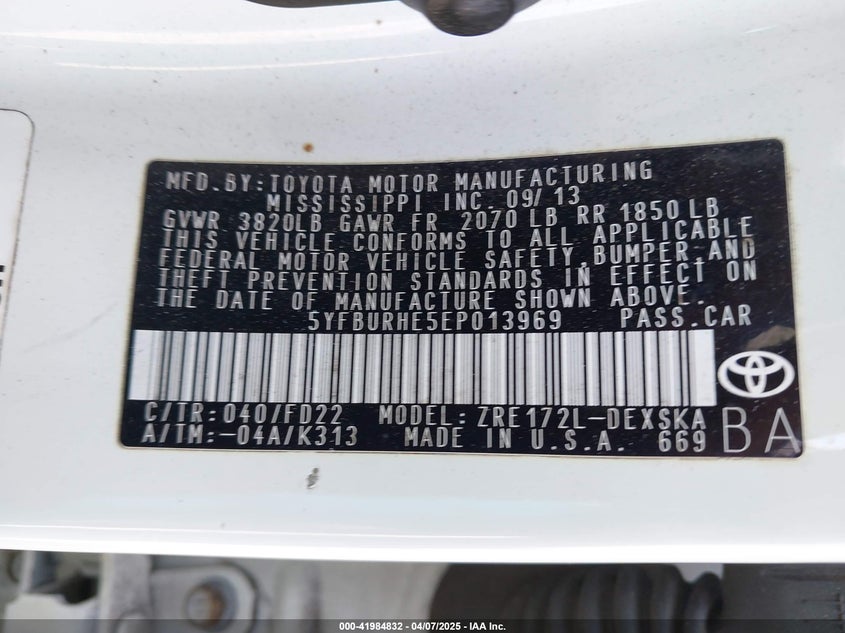 MFD. BY: TOYOTA MOTOR MANUFACTURING
MISSISSIPPI INC. 09/13
GVWR 3820LB GAWR FR 2070 LB RR 1850 LB
THIS VEHICLE CONFORMS TO ALL APPLICABLE
FEDERAL MOTOR VEHICLE SAFETY, BUMPER, AND
THEFT PREVENTION STANDARDS IN EFFECT ON
THE DATE OF MANUFACTURE SHOWN ABOVE.
5YFBURHE5EP013969 PASS. CAR
C/TR: 040/FD22 MODEL: ZRE172L-DEXSKA
A/TM: -04A/K313 MADE IN U.S.A. 669 BA
000-41984832 - 04/07/2025 - IAA Inc.